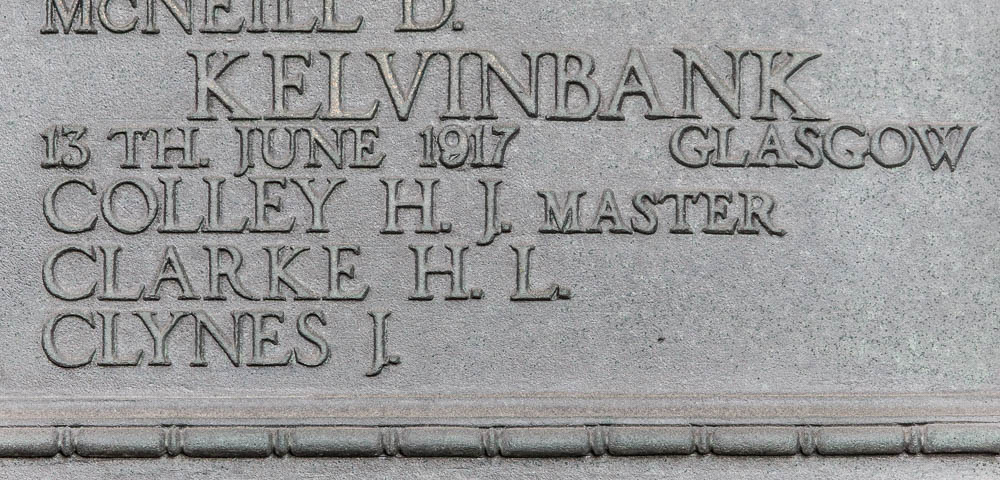 McNEILL D.
KELVINBANK
13 TH. JUNE 1917 GLASGOW
COLLEY H. J. MASTER
CLARKE H. L.
CLYNES J.